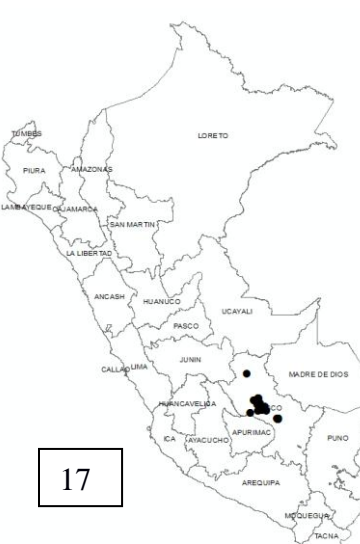 LORETO
TUMBES
PIURA
AMAZONAS
LAMBAYEQUE
CAJAMARCA
SAN MARTIN
LA LIBERTAD
ANCASH
HUANUCO
UCAYALI
PASCO
JUNIN
CALLAO
LIMA
MADRE DE DIOS
HUANCAVELICA
CO
ICA
AYACUCHO
APURIMAC
PUNO
AREQUIPA
17
MOQUEGUA
TACNA